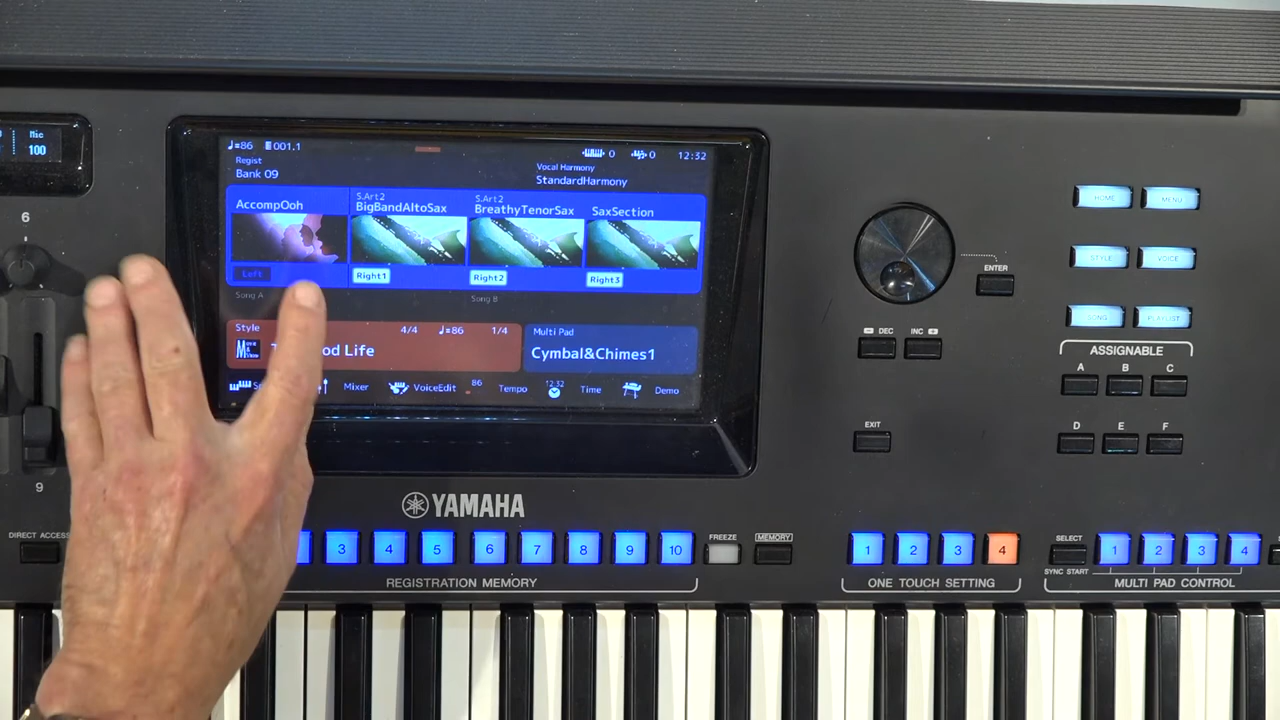 Mic
100
6
9
DIRECT ACCESS
♩=86 001.1
0 0 12:32
Regist
Bank 09
Vocal Harmony
StandardHarmony
AccompOoh
S.Art2
BigBandAltoSax
S.Art2
BreathyTenorSax
SaxSection
Left
Right1
Right2
Right3
Song A
Song B
Style
4/4 ♩=86 1/4
od Life
Multi Pad
Cymbal&Chimes1
Mixer
VoiceEdit
86
Tempo
12:32
Time
Demo
YAMAHA
3 4 5 6 7 8 9 10
REGISTRATION MEMORY
FREEZE
MEMORY
ENTER
DEC
INC
EXIT
HOME
MENU
STYLE
VOICE
SONG
PLAYLIST
ASSIGNABLE
A B C
D E F
1 2 3 4
ONE TOUCH SETTING
SELECT
SYNC START
1 2 3 4
MULTI PAD CONTROL